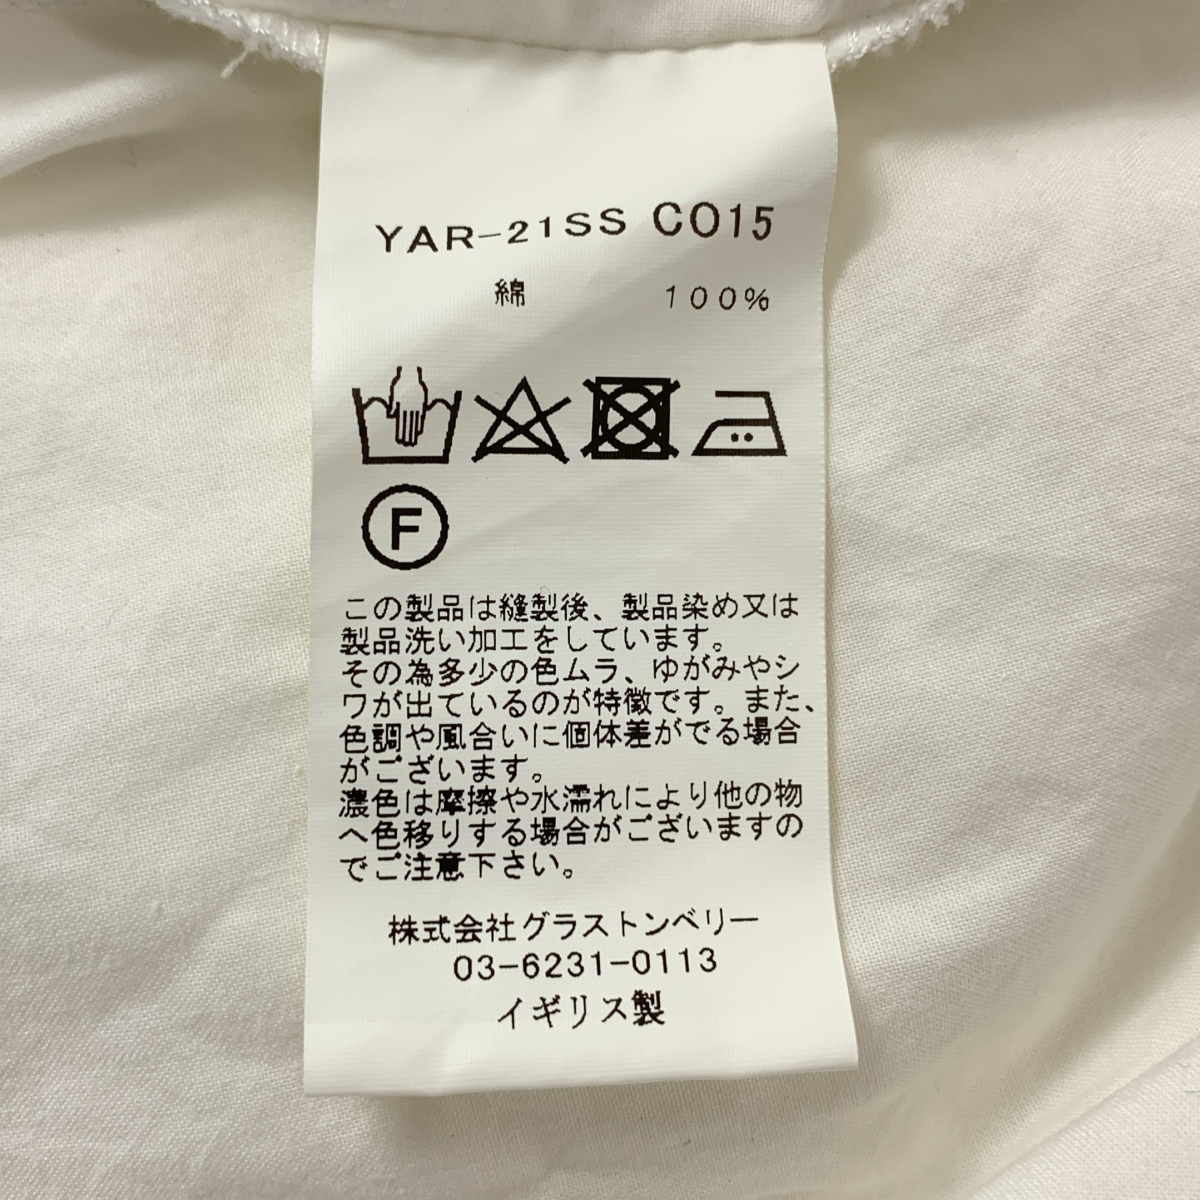 YAR-21SS CO15
綿 100%
F
この製品は縫製後、製品染め又は
製品洗い加工をしています。
その為多少の色ムラ、ゆがみやシ
ワが出ているのが特徴です。また、
色調や風合いに個体差がでる場合
がございます。
濃色は摩擦や水濡れにより他の物
へ色移りする場合がございますの
でご注意下さい。
株式会社グラストンベリー
03-6231-0113
イギリス製